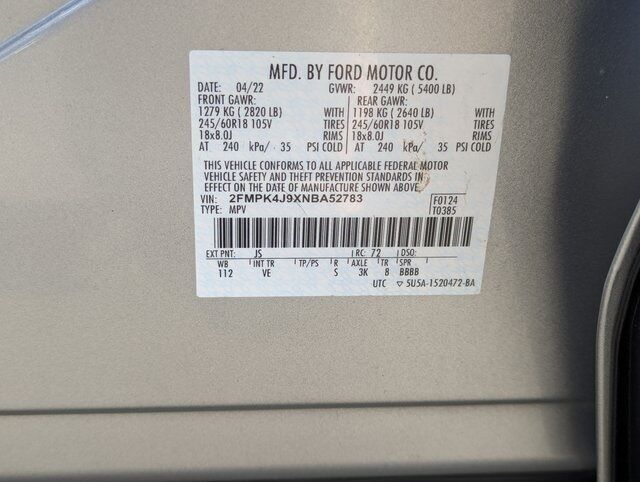 MFD. BY FORD MOTOR CO.
DATE: 04/22 GVWR: 2449 KG ( 5400 LB)
FRONT GAWR: REAR GAWR:
1279 KG ( 2820 LB) WITH 1198 KG ( 2640 LB) WITH
245/60R18 105V TIRES 245/60R18 105V TIRES
18x8.0J RIMS 18x8.0J RIMS
AT 240 kPa/ 35 PSI COLD AT 240 kPa/ 35 PSI COLD
THIS VEHICLE CONFORMS TO ALL APPLICABLE FEDERAL MOTOR
VEHICLE SAFETY AND THEFT PREVENTION STANDARDS IN
EFFECT ON THE DATE OF MANUFACTURE SHOWN ABOVE.
VIN: 2FMPK4J9XNBA52783 F0124
TYPE: MPV T0385
EXT PNT: JS RC: 72 DSO:
WB INT TR TP/PS R AXLE TR SPR
112 VE S 3K 8 BBBB
UTC ▽ 5U5A-1520472-BA